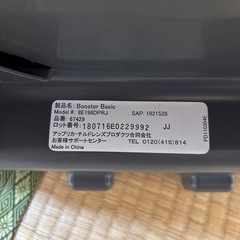 製品名: Booster Basic
Model #: 8E198DPRJ SAP: 1921528
品番: 67429
ロット番号: 180716E0229992 JJ
アップリカ・チルドレンズプロダクツ合同会社
Made in China
お客様サポートセンター TEL 0120(415)814
PD110304E